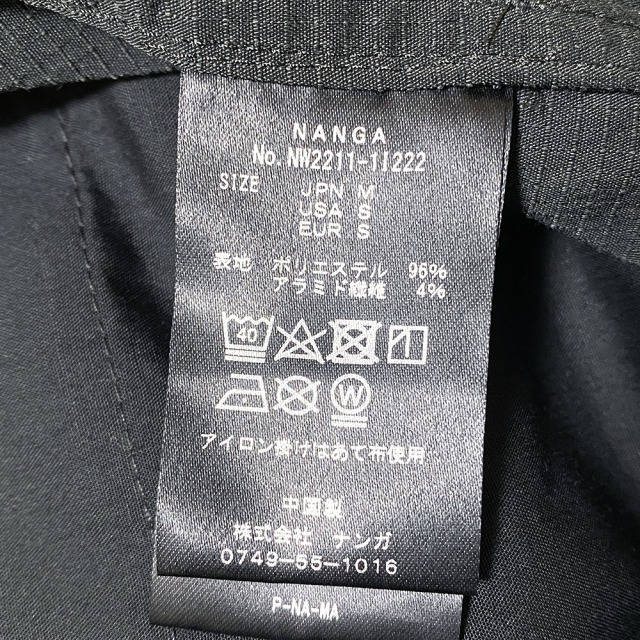 NANGA
No.NW2211-1I222
SIZE JPN M
USA S
EUR S
表地 ポリエステル 96%
アラミド繊維 4%
40
W
アイロン掛けはあて布使用
中国製
株式会社 ナンガ
0749-55-1016
P-NA-MA